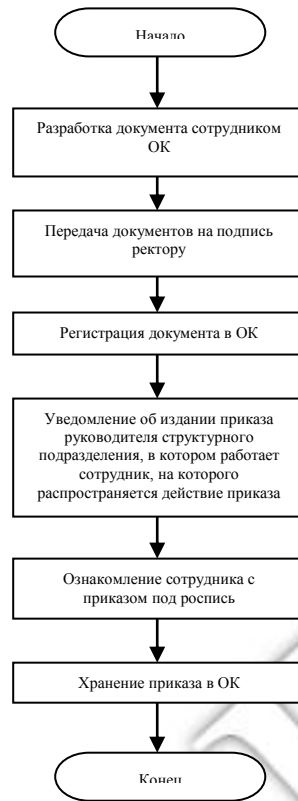 Начало
Разработка документа сотрудником
ОК
Передача документов на подпись
ректору
Регистрация документа в ОК
Уведомление об издании приказа
руководителя структурного
подразделения, в котором работает
сотрудник, на которого
распространяется действие приказа
Ознакомление сотрудника с
приказом под роспись
Хранение приказа в ОК
Конец